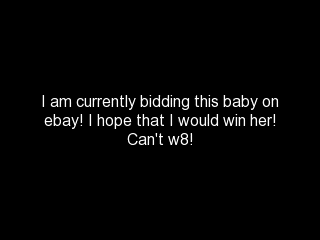 I am currently bidding this baby on
ebay! I hope that I would win her!
Can't w8!